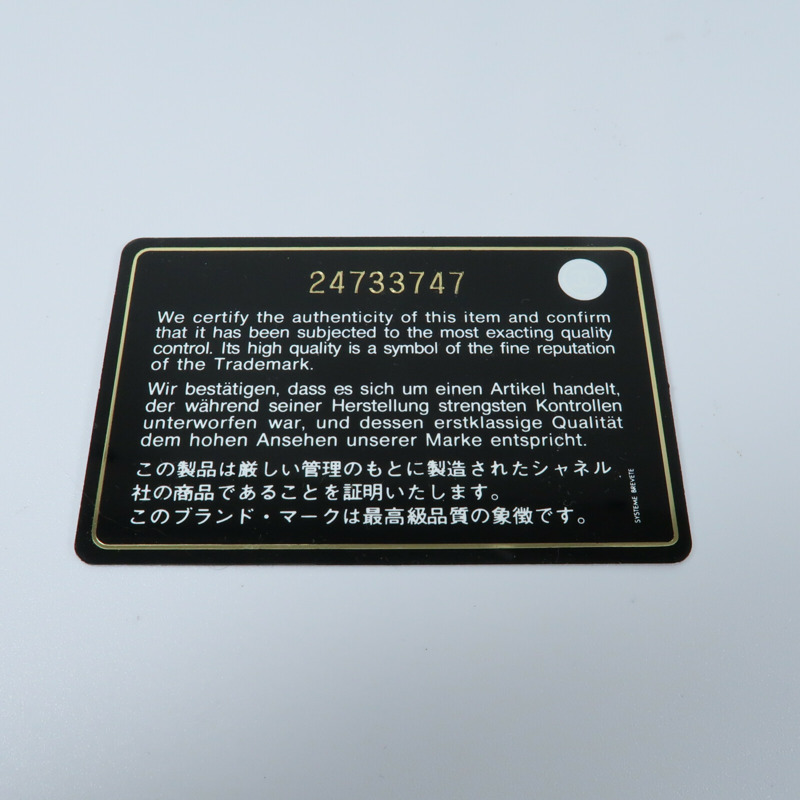 24733747
We certify the authenticity of this item and confirm
that it has been subjected to the most exacting quality
control. Its high quality is a symbol of the fine reputation
of the Trademark.
Wir bestätigen, dass es sich um einen Artikel handelt,
der während seiner Herstellung strengsten Kontrollen
unterworfen war, und dessen erstklassige Qualität
dem hohen Ansehen unserer Marke entspricht.
この製品は厳しい管理のもとに製造されたシャネル
社の商品であることを証明いたします。
このブランド・マークは最高級品質の象徴です。
SYSTEME BREVETE